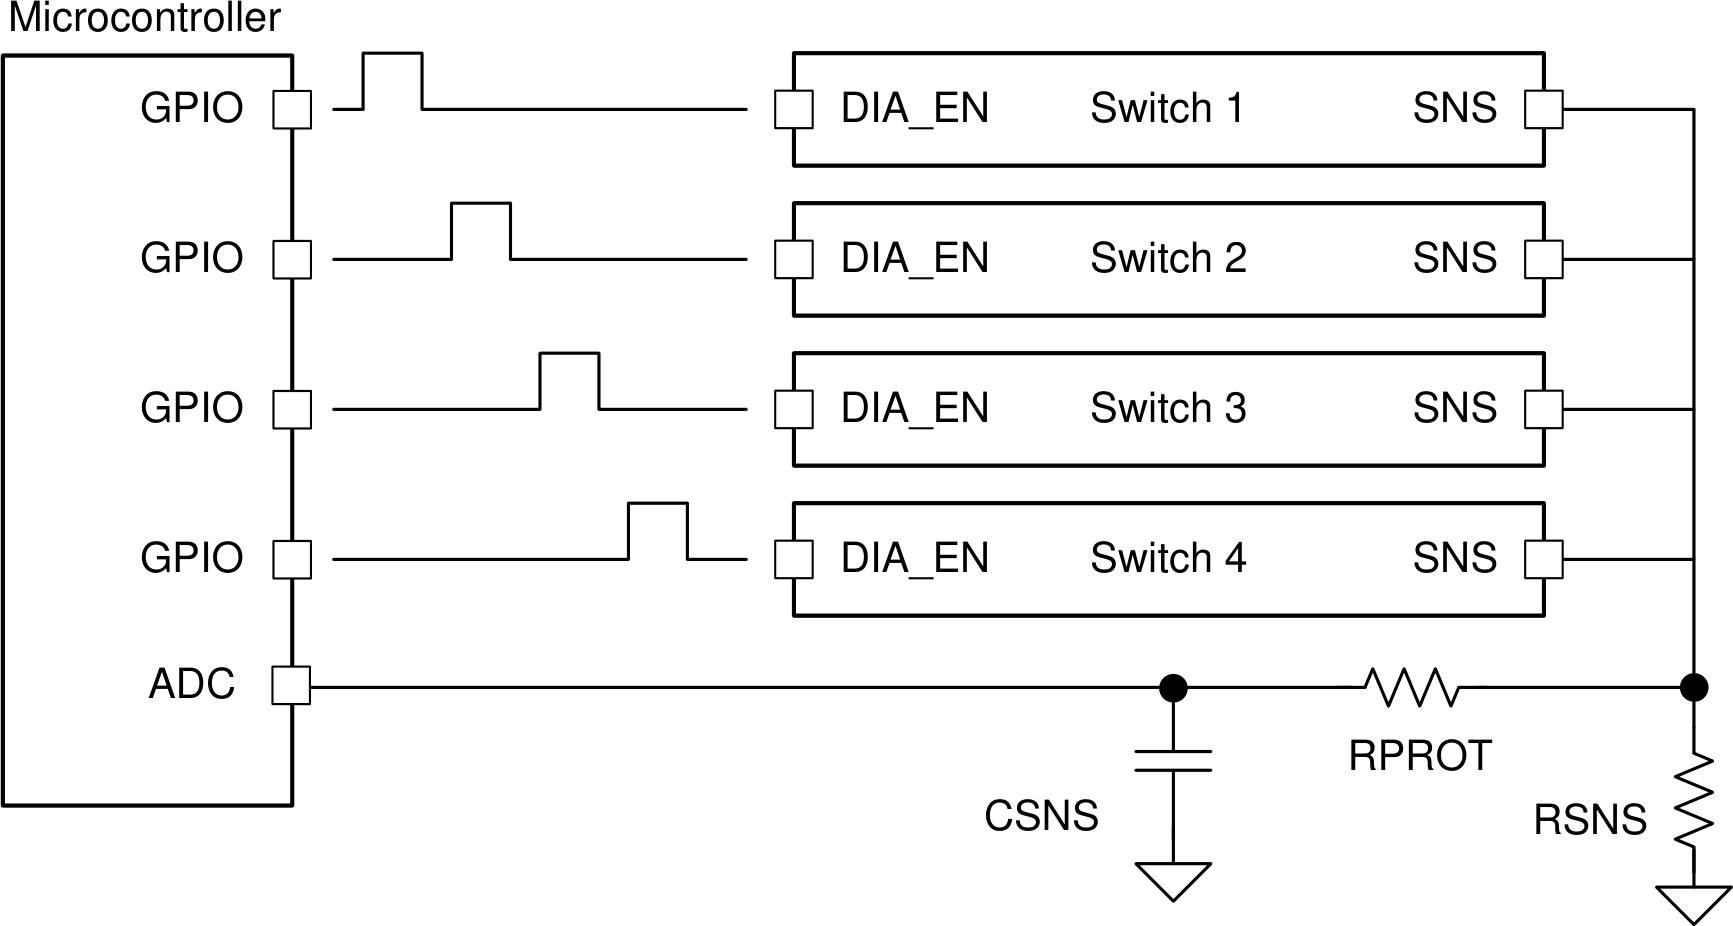 Microcontroller
GPIO DIA_EN Switch 1 SNS
GPIO DIA_EN Switch 2 SNS
GPIO DIA_EN Switch 3 SNS
GPIO DIA_EN Switch 4 SNS
ADC
RPROT
CSNS
RSNS